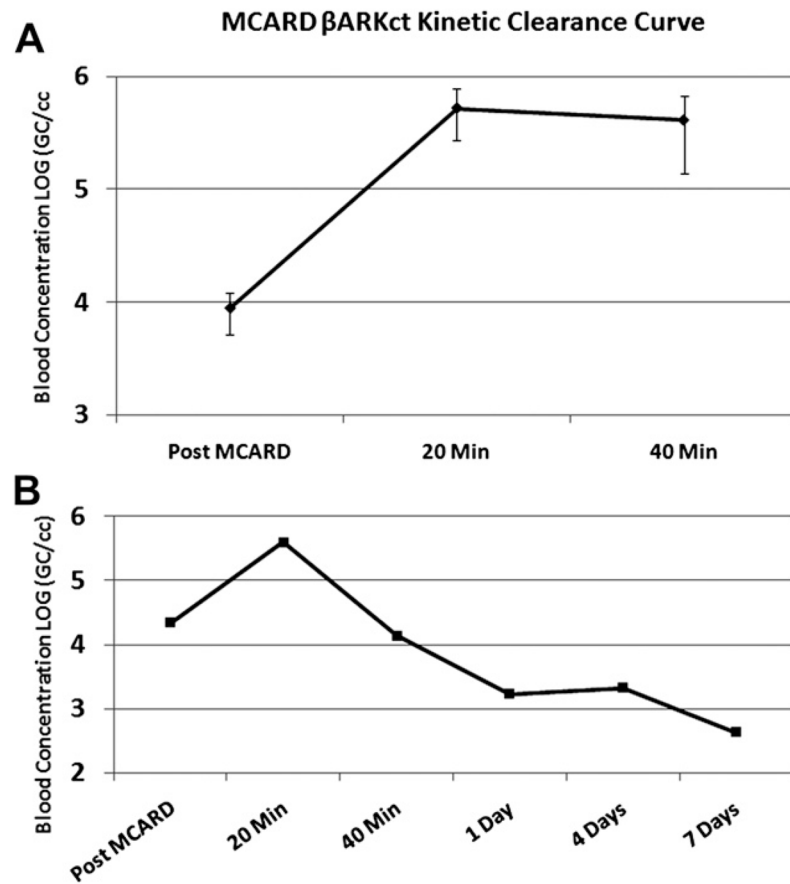 MCARD βARKct Kinetic Clearance Curve
A
Blood Concentration LOG (GC/cc
6
5
4
3
Post MCARD 20 Min 40 Min
B
Blood Concentration LOG (GC/cc)
6
5
4
3
2
Post MCARD 20 Min 40 Min 1 Day 4 Days 7 Days